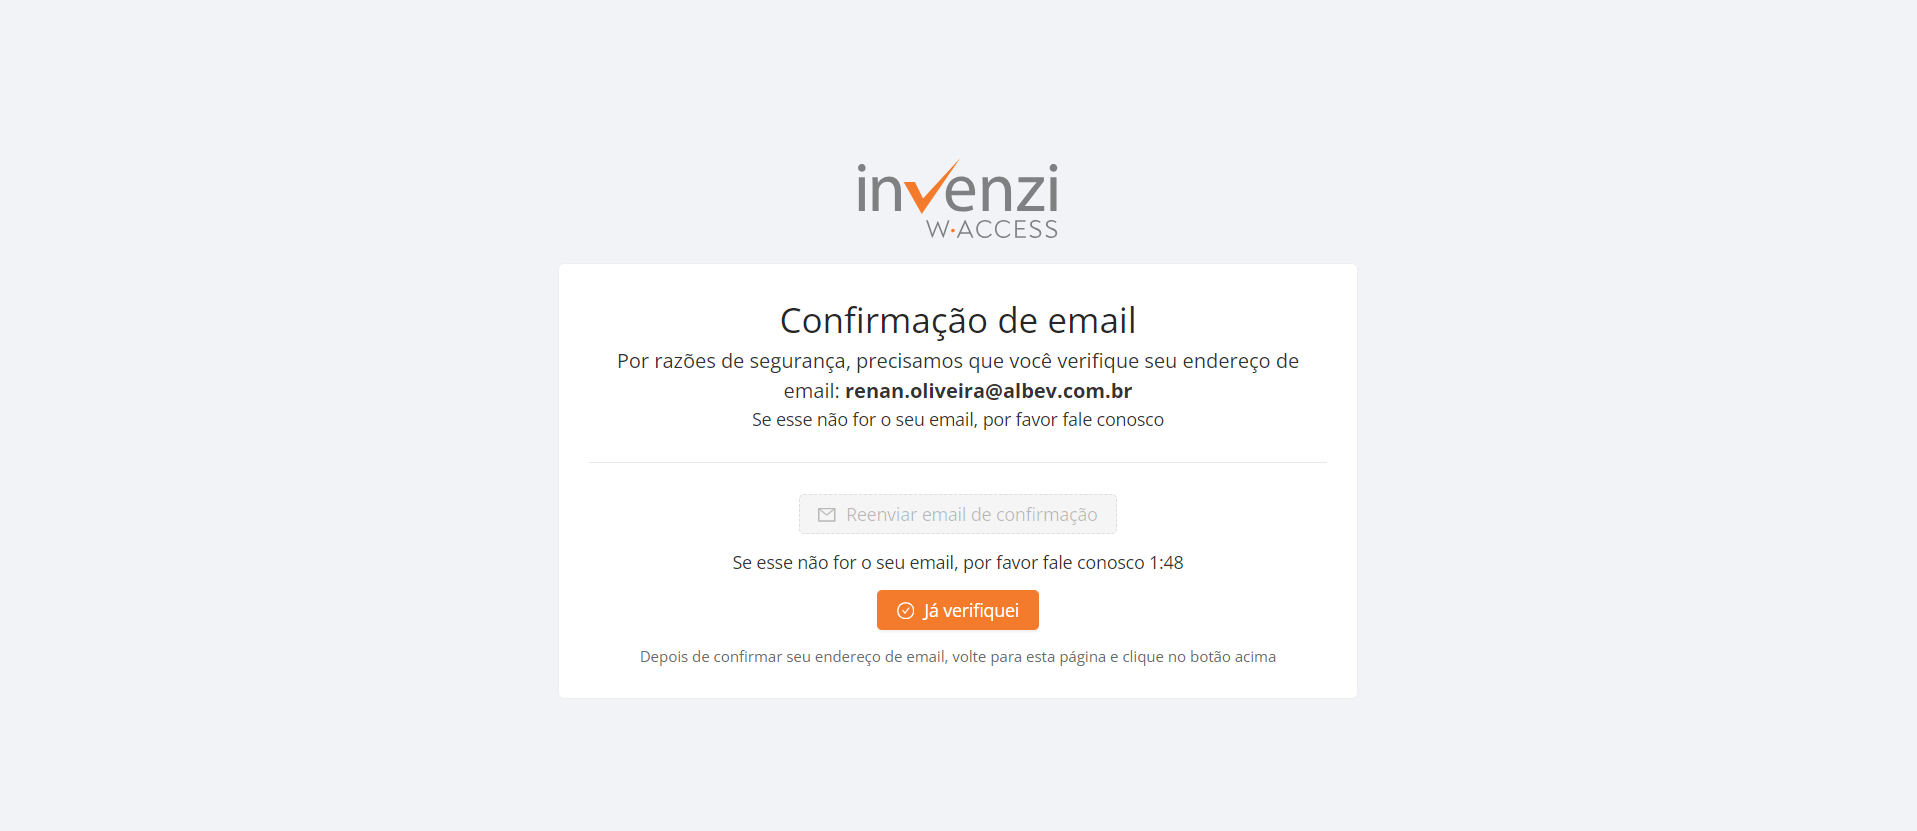 invenzi
W·ACCESS
Confirmação de email
Por razões de segurança, precisamos que você verifique seu endereço de
email: renan.oliveira@albev.com.br
Se esse não for o seu email, por favor fale conosco
Reenviar email de confirmação
Se esse não for o seu email, por favor fale conosco 1:48
Já verifiquei
Depois de confirmar seu endereço de email, volte para esta página e clique no botão acima